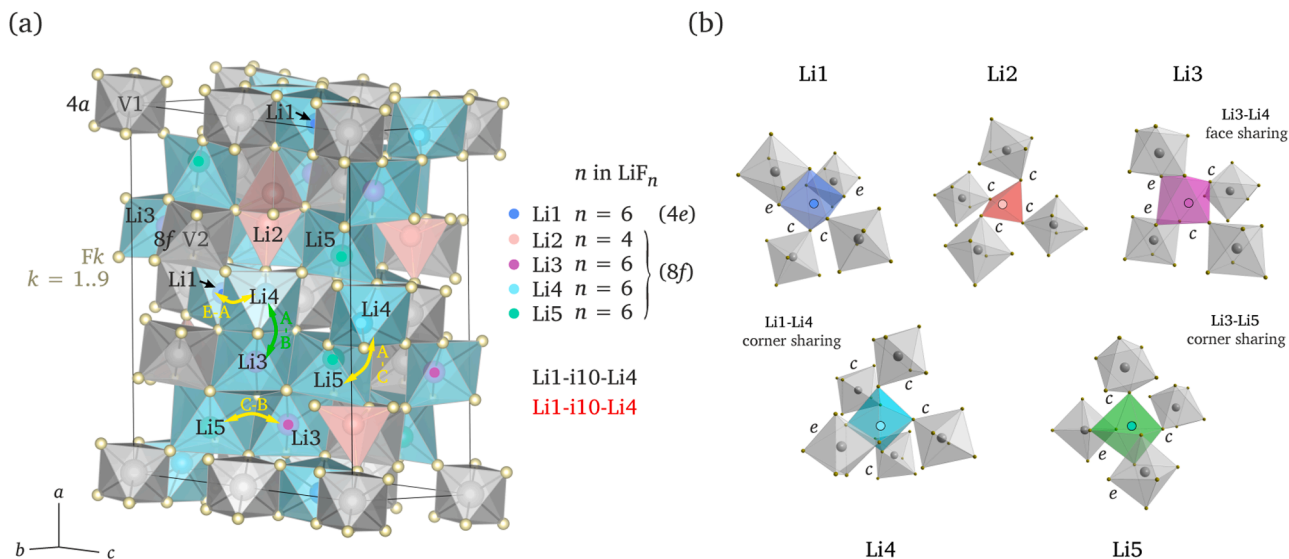 (a)
4a
V1
Li1
Li3
8f
V2
Li2
Li5
Fk
k = 1..9
Li1
Li4
E-A
A-B
Li4
Li3
Li5
A-C
C-B
Li5
Li3
a
b
c
n in LiFn
Li1 n = 6 (4e)
Li2 n = 4
Li3 n = 6
(8f)
Li4 n = 6
Li5 n = 6
Li1-i10-Li4
Li1-i10-Li4
(b)
Li1
e
e
c
c
Li2
c
c
c
c
Li3
Li3-Li4
face sharing
c
e
c
c
Li1-Li4
corner sharing
c
c
e
c
c
Li4
Li3-Li5
corner sharing
c
e
c
e
Li5